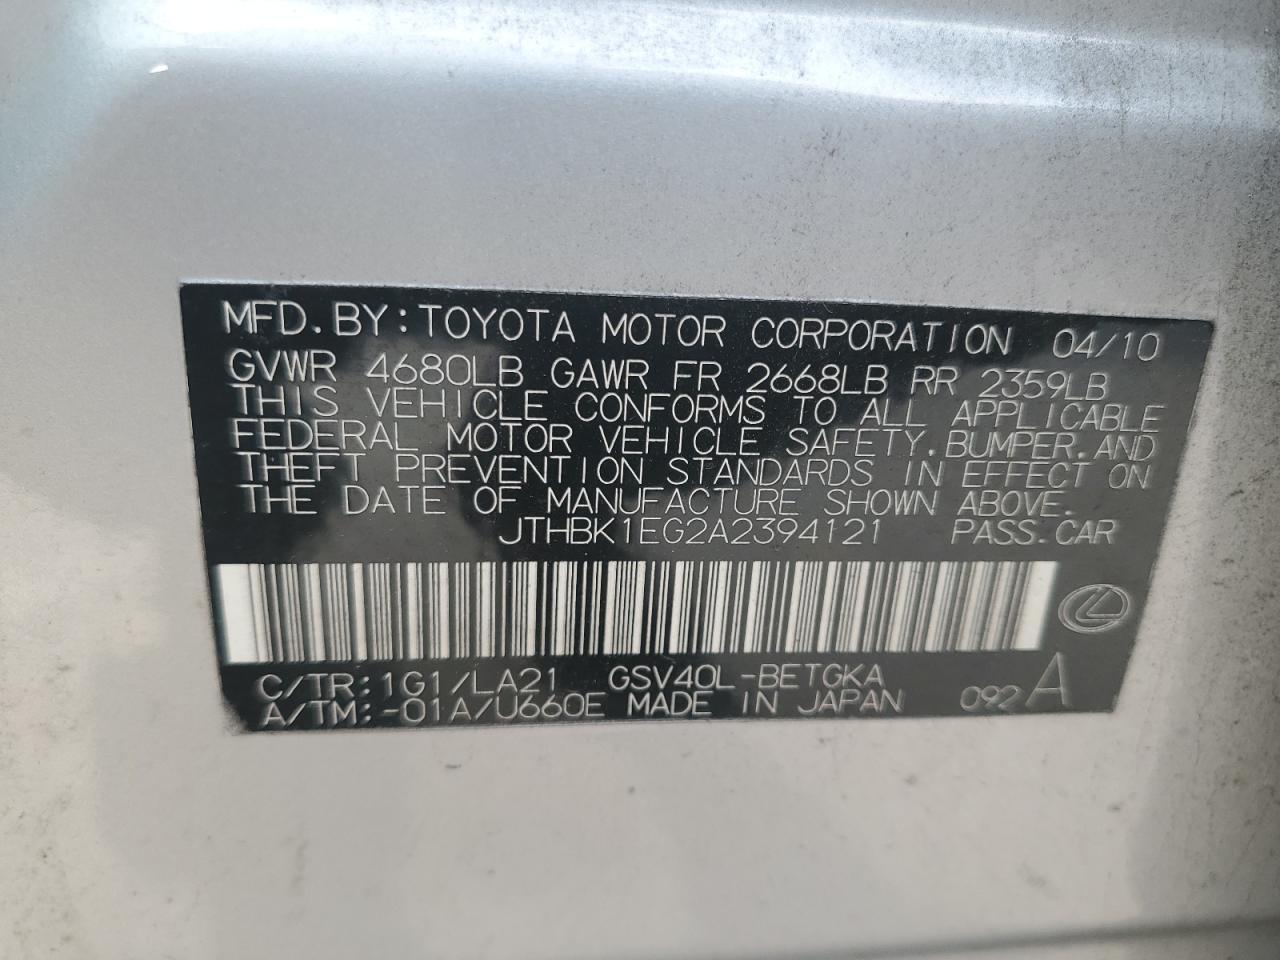 MFD. BY: TOYOTA MOTOR CORPORATION 04/10
GVWR 4680LB GAWR FR 2668LB RR 2359LB
THIS VEHICLE CONFORMS TO ALL APPLICABLE
FEDERAL MOTOR VEHICLE SAFETY, BUMPER, AND
THEFT PREVENTION STANDARDS IN EFFECT ON
THE DATE OF MANUFACTURE SHOWN ABOVE.
JTHBK1EG2A2394121 PASS. CAR
C/TR: 1G1/LA21 GSV40L-BETGKA
A/TM: -01A/U660E MADE IN JAPAN 092 A